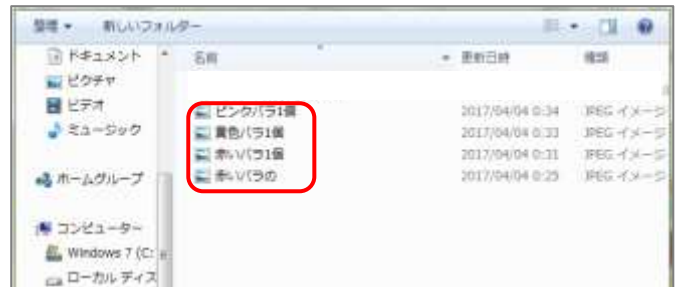 整理 新しいフォルダー
ドキュメント 名前 更新日時 種類
ピクチャ
ビデオ ピンクバラ1個 2017/04/04 0:34 JPEG イメージ
ミュージック 黄色バラ1個 2017/04/04 0:33 JPEG イメージ
赤いバラ1個 2017/04/04 0:31 JPEG イメージ
ホームグループ 赤いバラの 2017/04/04 0:25 JPEG イメージ
コンピューター
Windows 7 (C:
ローカル ディス